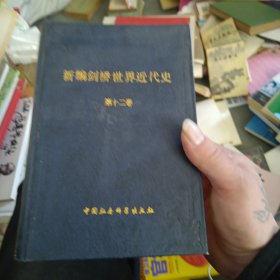 新编剑桥世界近代史
第十二卷
中国社会科学出版社